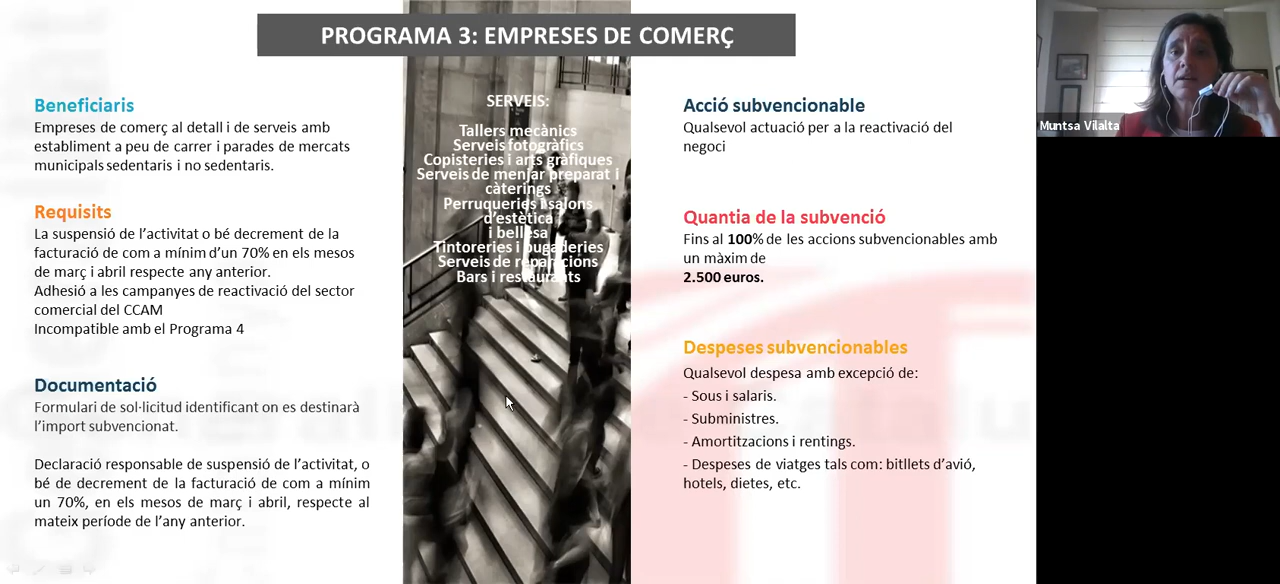 PROGRAMA 3: EMPRESES DE COMERÇ
Beneficiaris
Empreses de comerç al detall i de serveis amb
establiment a peu de carrer i parades de mercats
municipals sedentaris i no sedentaris.
Requisits
La suspensió de l’activitat o bé decrement de la
facturació de com a mínim d’un 70% en els mesos
de març i abril respecte any anterior.
Adhesió a les campanyes de reactivació del sector
comercial del CCAM
Incompatible amb el Programa 4
Documentació
Formulari de sol·licitud identificant on es destinarà
l’import subvencionat.
Declaració responsable de suspensió de l’activitat, o
bé de decrement de la facturació de com a mínim
un 70%, en els mesos de març i abril, respecte al
mateix període de l’any anterior.
SERVEIS:
Tallers mecànics
Serveis fotogràfics
Copisteries i arts gràfiques
Serveis de menjar preparat i
càterings
Perruqueries i salons
d’estètica
i bellesa
Tintoreries i bugaderies
Serveis de reparacions
Bars i restaurants
Acció subvencionable
Qualsevol actuació per a la reactivació del
negoci
Quantia de la subvenció
Fins al 100% de les accions subvencionables amb
un màxim de
2.500 euros.
Despeses subvencionables
Qualsevol despesa amb excepció de:
- Sous i salaris.
- Subministres.
- Amortitzacions i rentings.
- Despeses de viatges tals com: bitllets d’avió,
hotels, dietes, etc.
Muntsa Vilalta